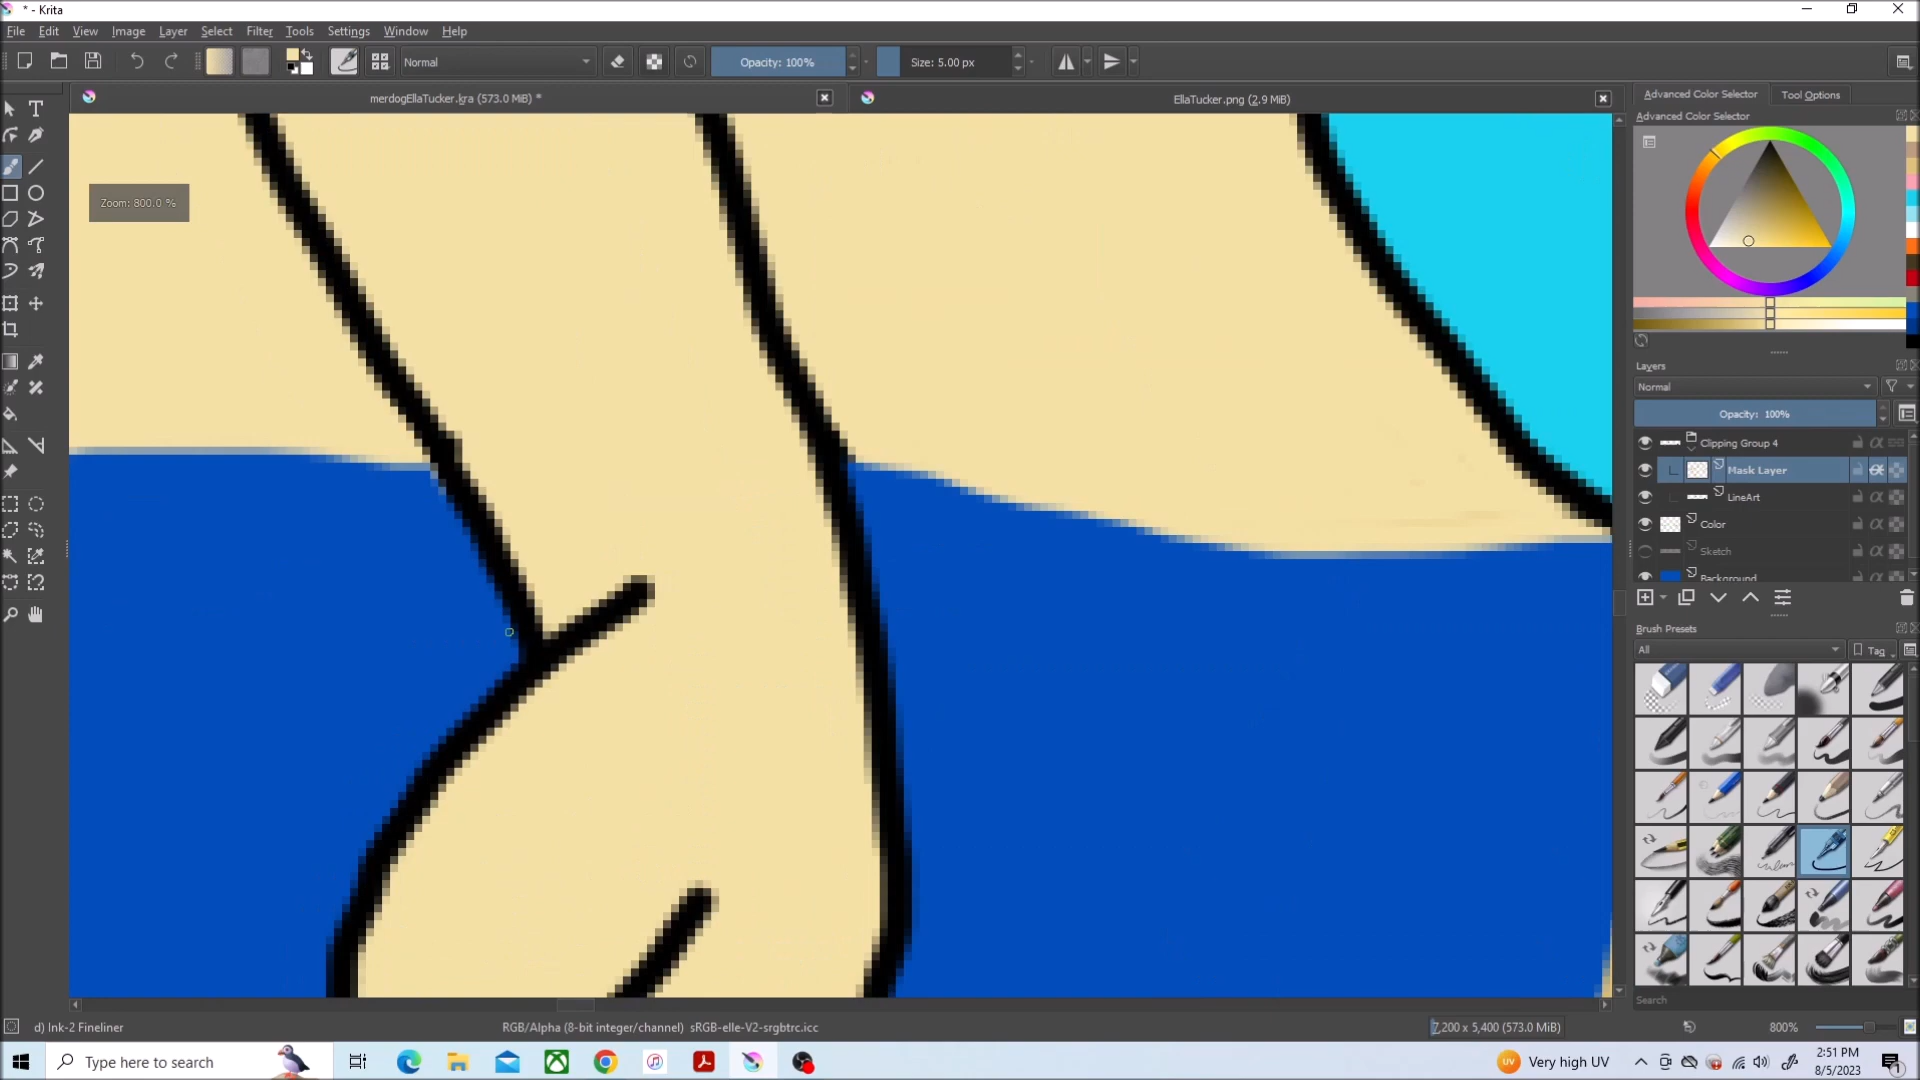 * - Krita
File Edit View Image Layer Select Filter Tools Settings Window Help
Normal Opacity: 100% Size: 5.00 px
merdogEllaTucker.kra (573.0 MiB) * EllaTucker.png (2.9 MiB)
Advanced Color Selector Tool Options
Advanced Color Selector
Zoom: 800.0 %
Layers
Normal
Opacity: 100%
Clipping Group 4
Mask Layer
LineArt
Color
Sketch
Background
Brush Presets
All Tag
Search
d) Ink-2 Fineliner RGB/Alpha (8-bit integer/channel) sRGB-elle-V2-srgbtrc.icc 7,200 x 5,400 (573.0 MiB) 800%
Type here to search UV Very high UV 2:51 PM
8/5/2023 1